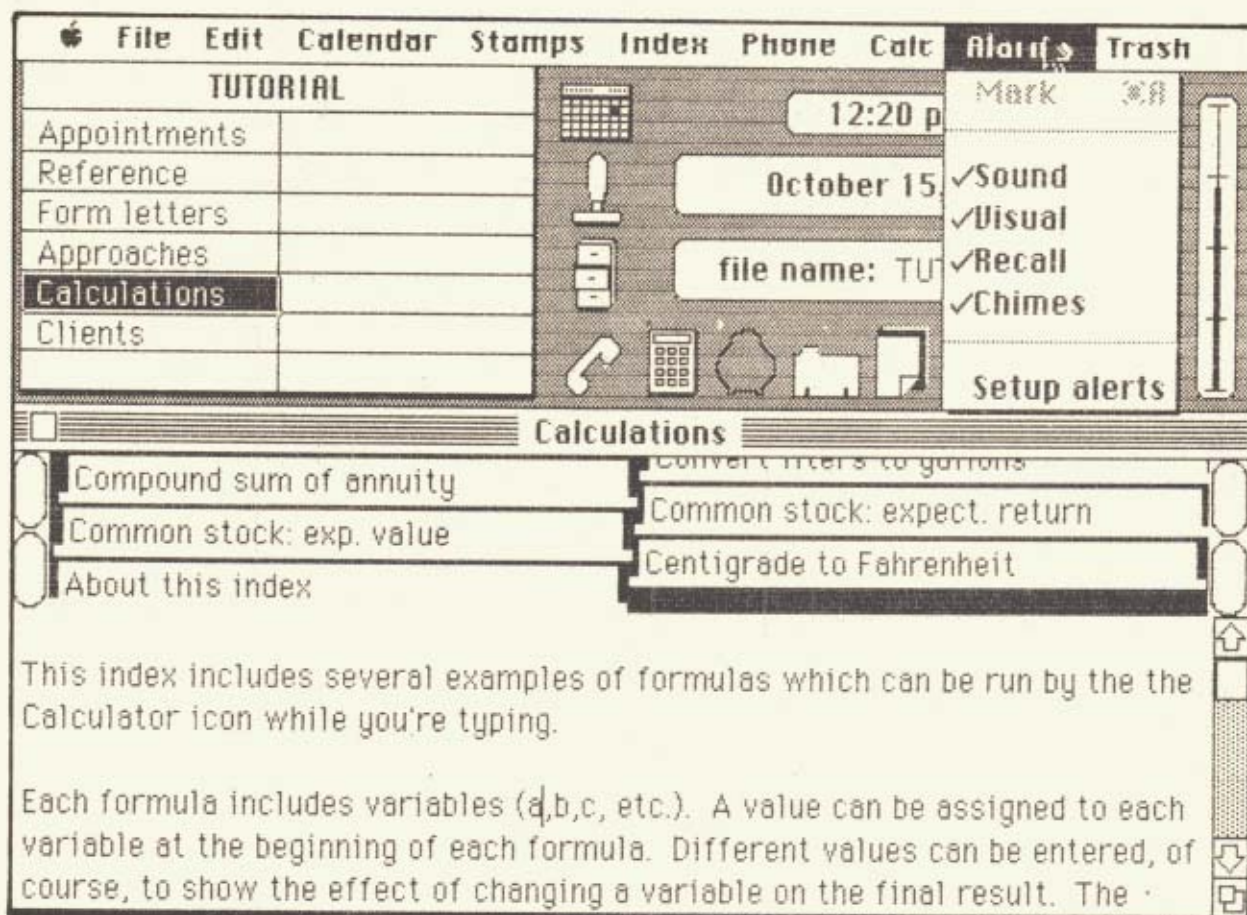 File Edit Calendar Stamps Index Phone Calc Alarms Trash
TUTORIAL
Appointments
Reference
Form letters
Approaches
Calculations
Clients
12:20 p
October 15,
file name: TUT
Mark ⌘A
✓Sound
✓Visual
✓Recall
✓Chimes
Setup alerts
Calculations
Compound sum of annuity
Common stock: exp. value
About this index
Convert liters to gallons
Common stock: expect. return
Centigrade to Fahrenheit
This index includes several examples of formulas which can be run by the the
Calculator icon while you're typing.
Each formula includes variables (a,b,c, etc.). A value can be assigned to each
variable at the beginning of each formula. Different values can be entered, of
course, to show the effect of changing a variable on the final result. The